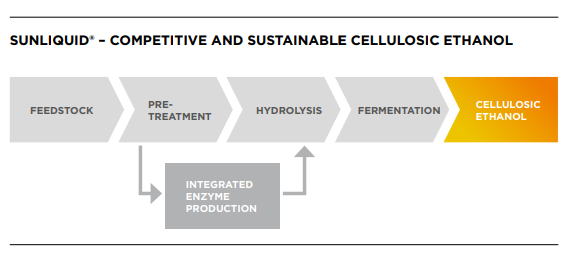 SUNLIQUID® – COMPETITIVE AND SUSTAINABLE CELLULOSIC ETHANOL
FEEDSTOCK
PRE-
TREATMENT
HYDROLYSIS
FERMENTATION
CELLULOSIC
ETHANOL
INTEGRATED
ENZYME
PRODUCTION